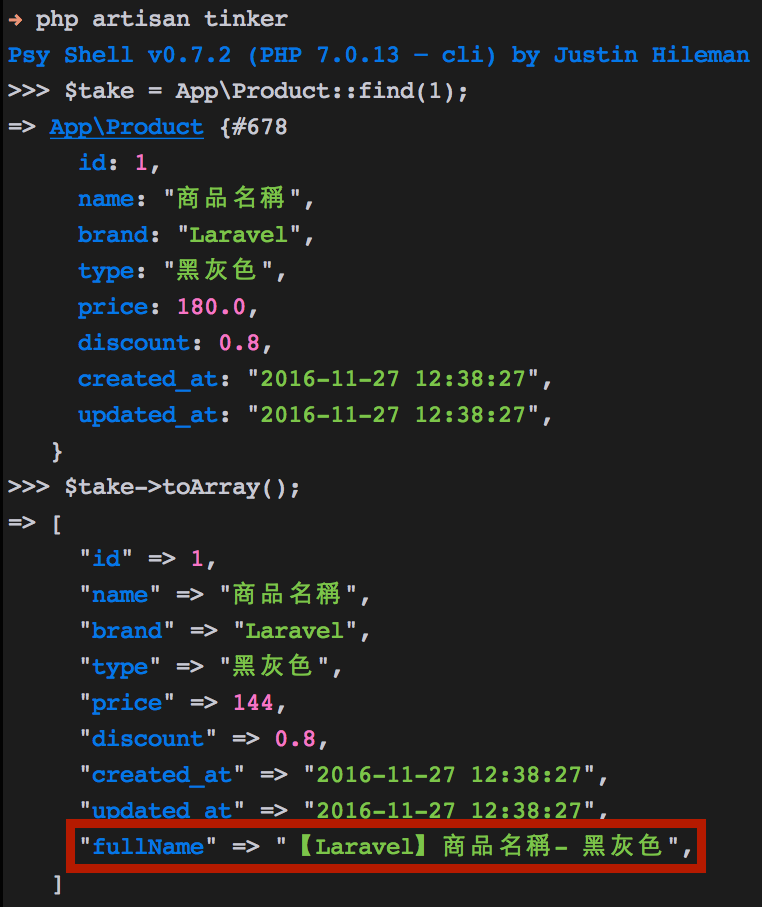 ➜ php artisan tinker
Psy Shell v0.7.2 (PHP 7.0.13 — cli) by Justin Hileman
>>> $take = App\Product::find(1);
=> App\Product {#678
     id: 1,
     name: "商品名稱",
     brand: "Laravel",
     type: "黑灰色",
     price: 180.0,
     discount: 0.8,
     created_at: "2016-11-27 12:38:27",
     updated_at: "2016-11-27 12:38:27",
   }
>>> $take->toArray();
=> [
     "id" => 1,
     "name" => "商品名稱",
     "brand" => "Laravel",
     "type" => "黑灰色",
     "price" => 144,
     "discount" => 0.8,
     "created_at" => "2016-11-27 12:38:27",
     "updated_at" => "2016-11-27 12:38:27",
     "fullName" => "【Laravel】商品名稱- 黑灰色",
   ]